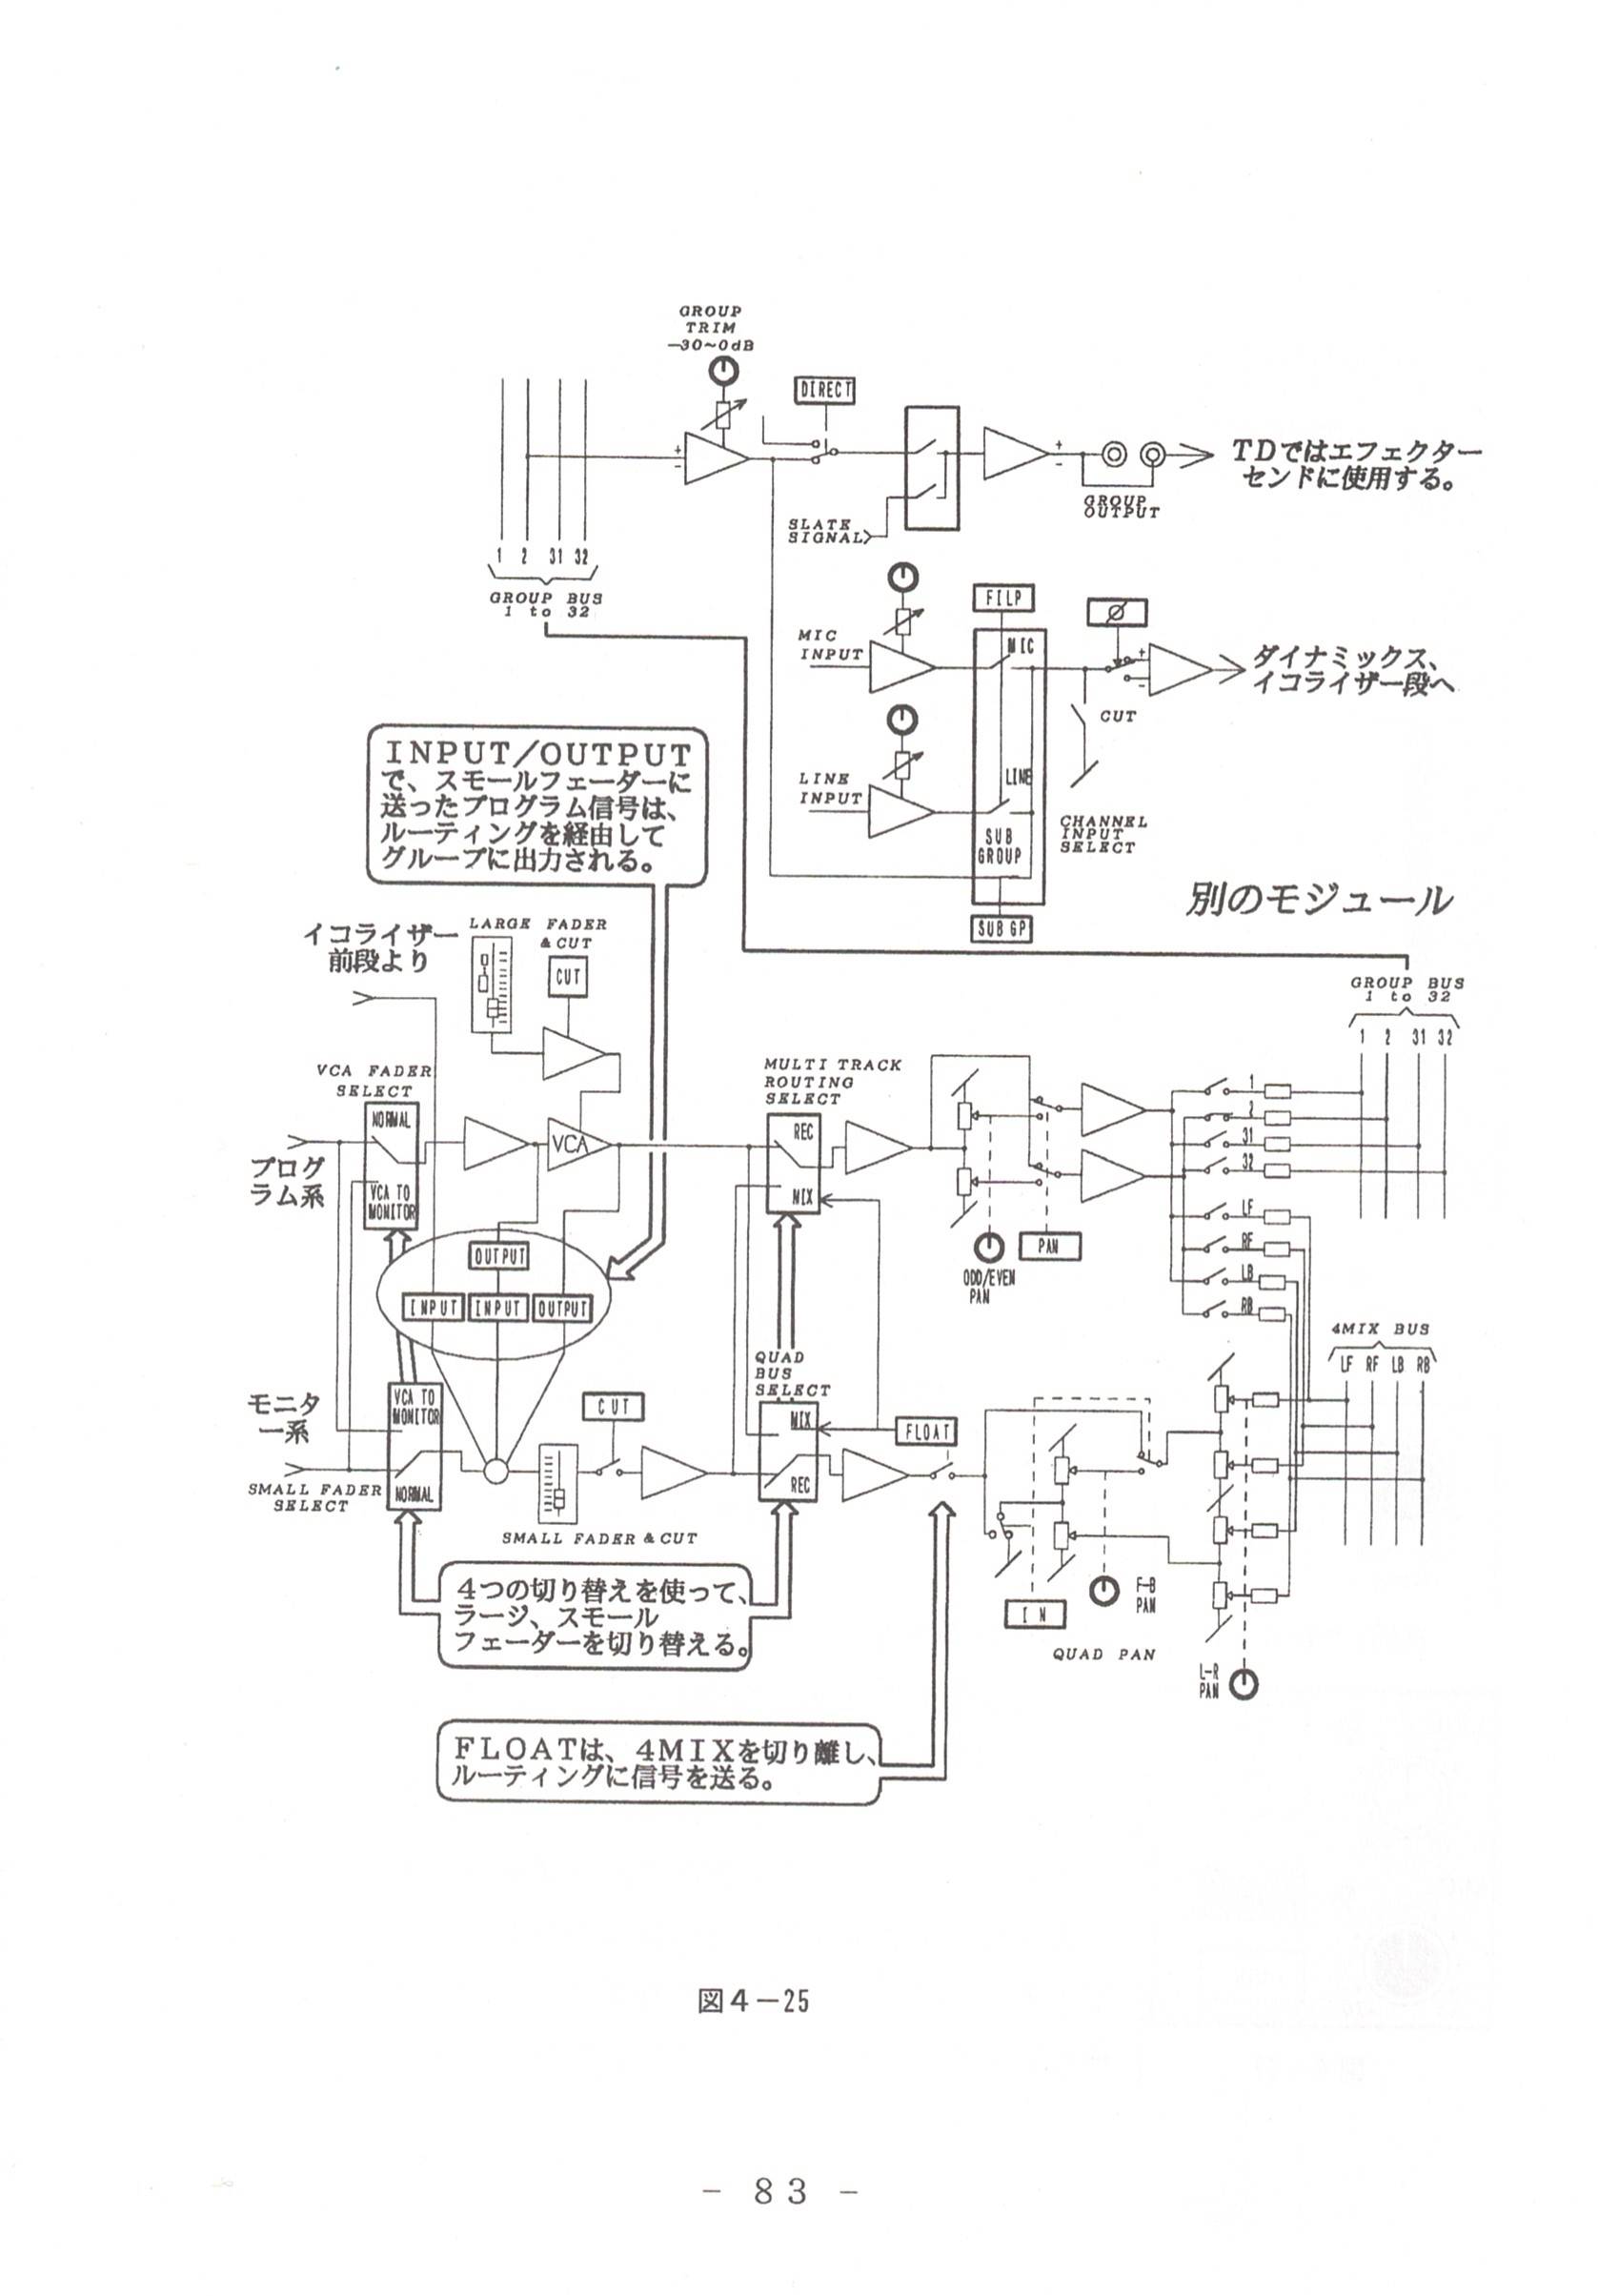 GROUP
TRIM
-30~0dB
DIRECT
+
-
+
-
TDではエフェクター
センドに使用する。
GROUP
OUTPUT
SLATE
SIGNAL
1 2 31 32
GROUP BUS
1 to 32
FILP
MIC
INPUT
MIC
+
-
ダイナミックス、
イコライザー段へ
CUT
LINE
INPUT
LINE
SUB
GROUP
CHANNEL
INPUT
SELECT
SUB GP
別のモジュール
INPUT/OUTPUT
で、スモールフェーダーに
送ったプログラム信号は、
ルーティングを経由して
グループに出力される。
イコライザー
前段より
LARGE FADER
& CUT
CUT
GROUP BUS
1 to 32
1 2 31 32
VCA FADER
SELECT
NORMAL
VCA TO
MONITOR
プログ
ラム系
VCA
MULTI TRACK
ROUTING
SELECT
REC
MIX
ODD/EVEN
PAN
PAN
1
2
31
32
LF
RF
LB
RB
OUTPUT
INPUT INPUT OUTPUT
4MIX BUS
LF RF LB RB
モニタ
ー系
SMALL FADER
SELECT
VCA TO
MONITOR
NORMAL
CUT
SMALL FADER & CUT
QUAD
BUS
SELECT
MIX
REC
FLOAT
IN
F-B
PAN
QUAD PAN
L-R
PAN
4つの切り替えを使って、
ラージ、スモール
フェーダーを切り替える。
FLOATは、4MIXを切り離し、
ルーティングに信号を送る。
図4-25
- 83 -